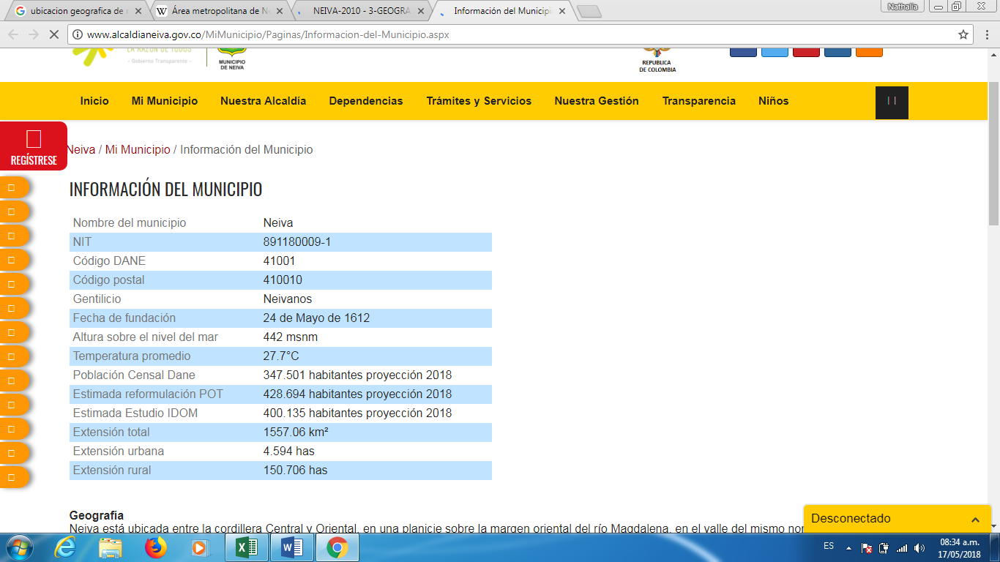 ubicacion geografica de
Área metropolitana de Ne
NEIVA-2010 - 3-GEOGRA
Información del Municipi
Nathalia
www.alcaldianeiva.gov.co/MiMunicipio/Paginas/Informacion-del-Municipio.aspx
LA RAZÓN DE TODOS
- Gobierno Transparente -
MUNICIPIO
DE NEIVA
REPUBLICA
DE COLOMBIA
Inicio Mi Municipio Nuestra Alcaldía Dependencias Trámites y Servicios Nuestra Gestión Transparencia Niños
REGÍSTRESE
Neiva / Mi Municipio / Información del Municipio
INFORMACIÓN DEL MUNICIPIO
Nombre del municipio Neiva
NIT 891180009-1
Código DANE 41001
Código postal 410010
Gentilicio Neivanos
Fecha de fundación 24 de Mayo de 1612
Altura sobre el nivel del mar 442 msnm
Temperatura promedio 27.7°C
Población Censal Dane 347.501 habitantes proyección 2018
Estimada reformulación POT 428.694 habitantes proyección 2018
Estimada Estudio IDOM 400.135 habitantes proyección 2018
Extensión total 1557.06 km²
Extensión urbana 4.594 has
Extensión rural 150.706 has
Geografía
Neiva está ubicada entre la cordillera Central y Oriental, en una planicie sobre la margen oriental del río Magdalena, en el valle del mismo nor
Desconectado
ES
08:34 a.m.
17/05/2018